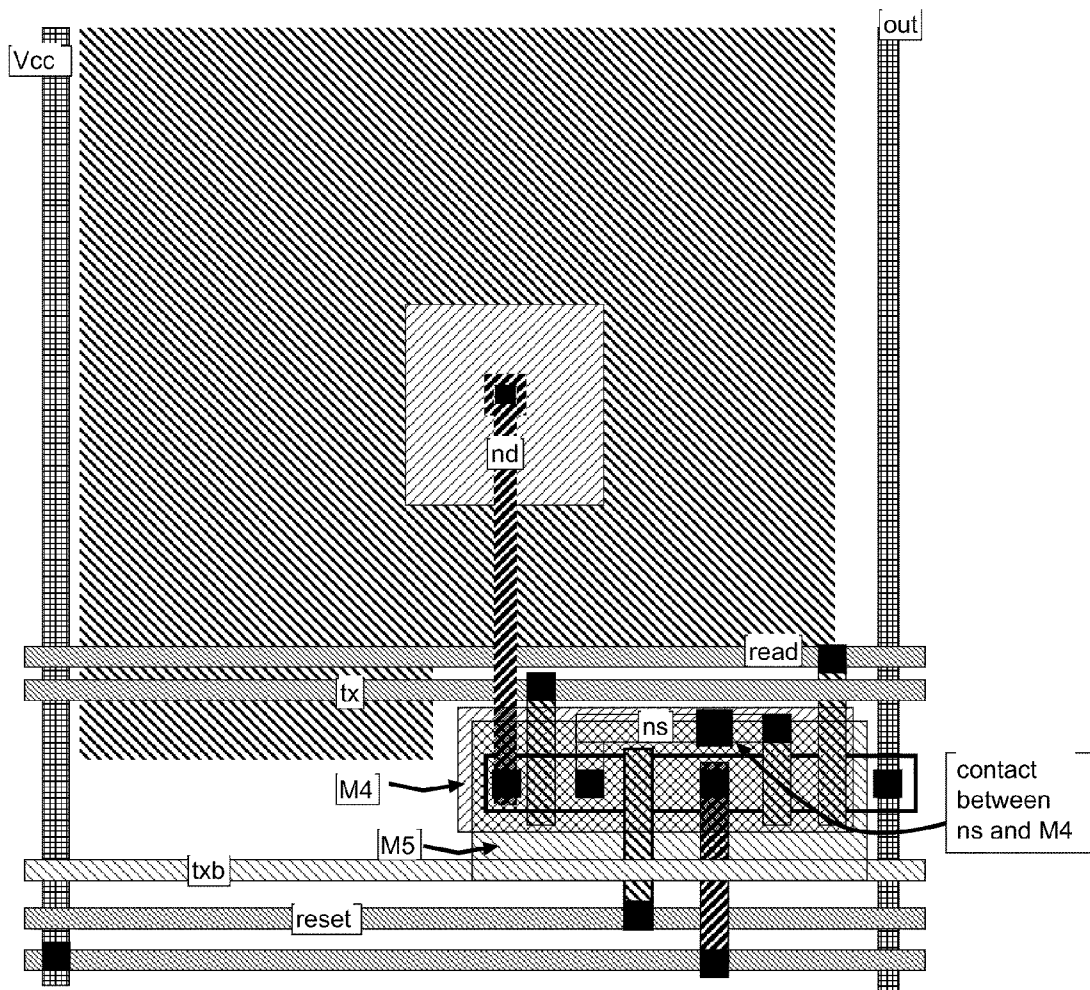 out
Vcc
nd
read
tx
ns
M4
contact
between
ns and M4
M5
txb
reset